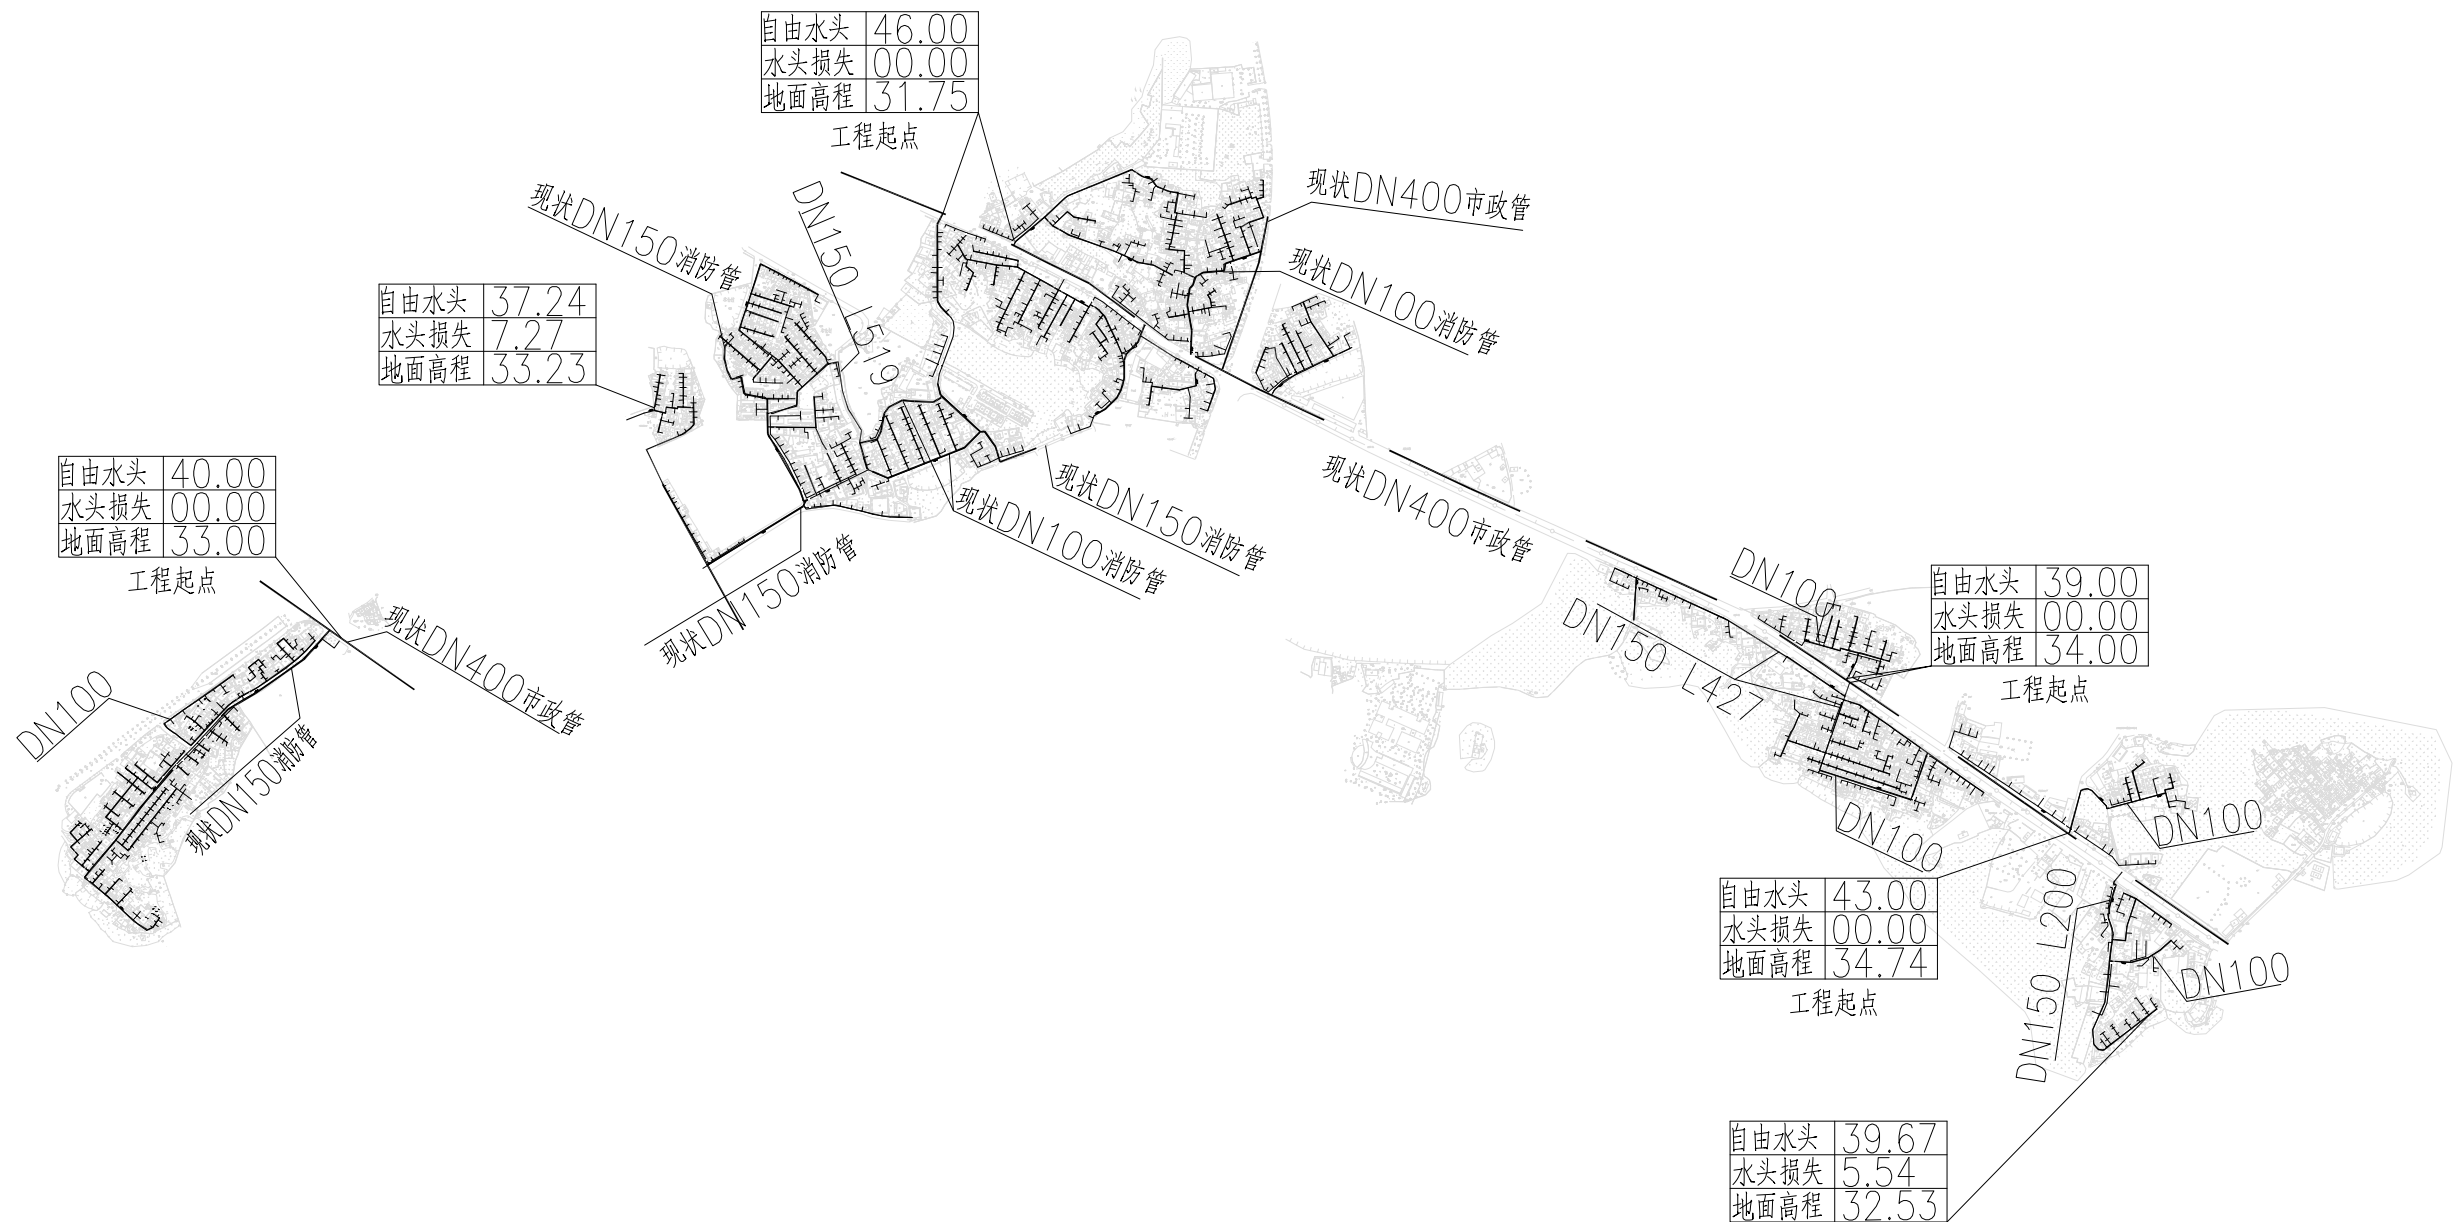 自由水头 46.00
水头损失 00.00
地面高程 31.75
工程起点
现状DN150消防管
DN150 L519
现状DN400市政管
现状DN100消防管
自由水头 37.24
水头损失 7.27
地面高程 33.23
自由水头 40.00
水头损失 00.00
地面高程 33.00
工程起点
现状DN400市政管
DN100
现状DN150消防管
现状DN150消防管
现状DN100消防管
现状DN150消防管
现状DN400市政管
DN100
DN150 L427
自由水头 39.00
水头损失 00.00
地面高程 34.00
工程起点
DN100
DN100
自由水头 43.00
水头损失 00.00
地面高程 34.74
工程起点
DN150 L200
DN100
自由水头 39.67
水头损失 5.54
地面高程 32.53